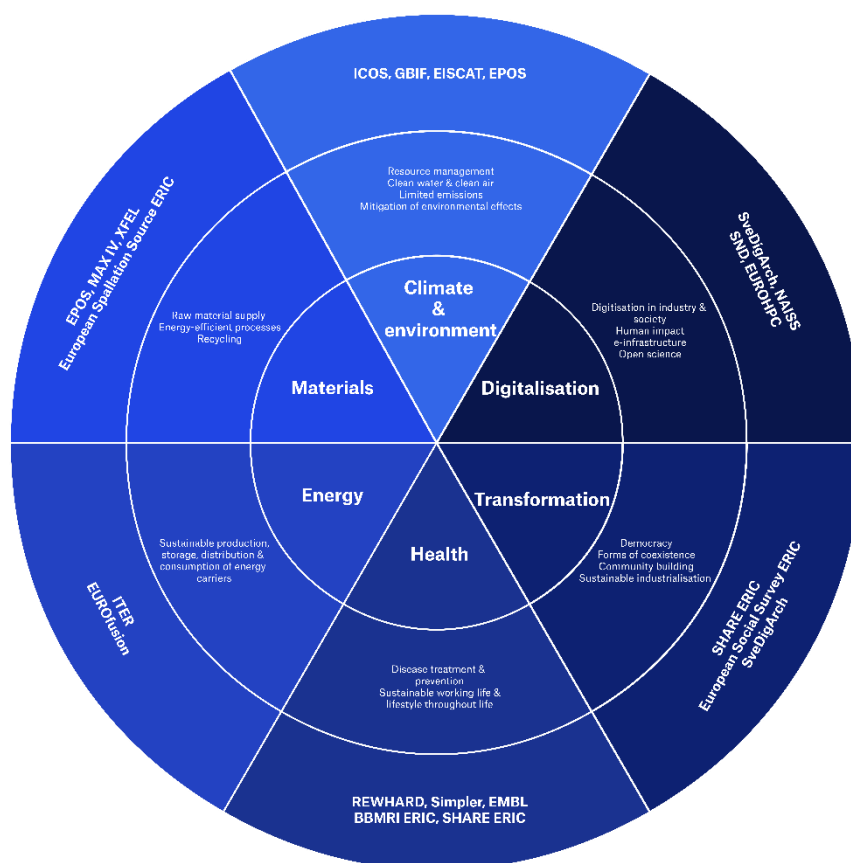 ICOS, GBIF, EISCAT, EPOS
Resource management
Clean water & clean air
Limited emissions
Mitigation of environmental effects
Climate
&
environment
SveDigArch, NAISS
SND, EUROHPC
Digitisation in industry &
society
Human impact
e-infrastructure
Open science
Digitalisation
Transformation
Democracy
Forms of coexistence
Community building
Sustainable industrialisation
SHARE ERIC
European Social Survey ERIC
SveDigArch
Health
Disease treatment &
prevention
Sustainable working life &
lifestyle throughout life
REWHARD, Simpler, EMBL
BBMRI ERIC, SHARE ERIC
Energy
Sustainable production,
storage, distribution &
consumption of energy
carriers
ITER
EUROfusion
Materials
Raw material supply
Energy-efficient processes
Recycling
EPOS, MAX IV, XFEL
European Spallation Source ERIC